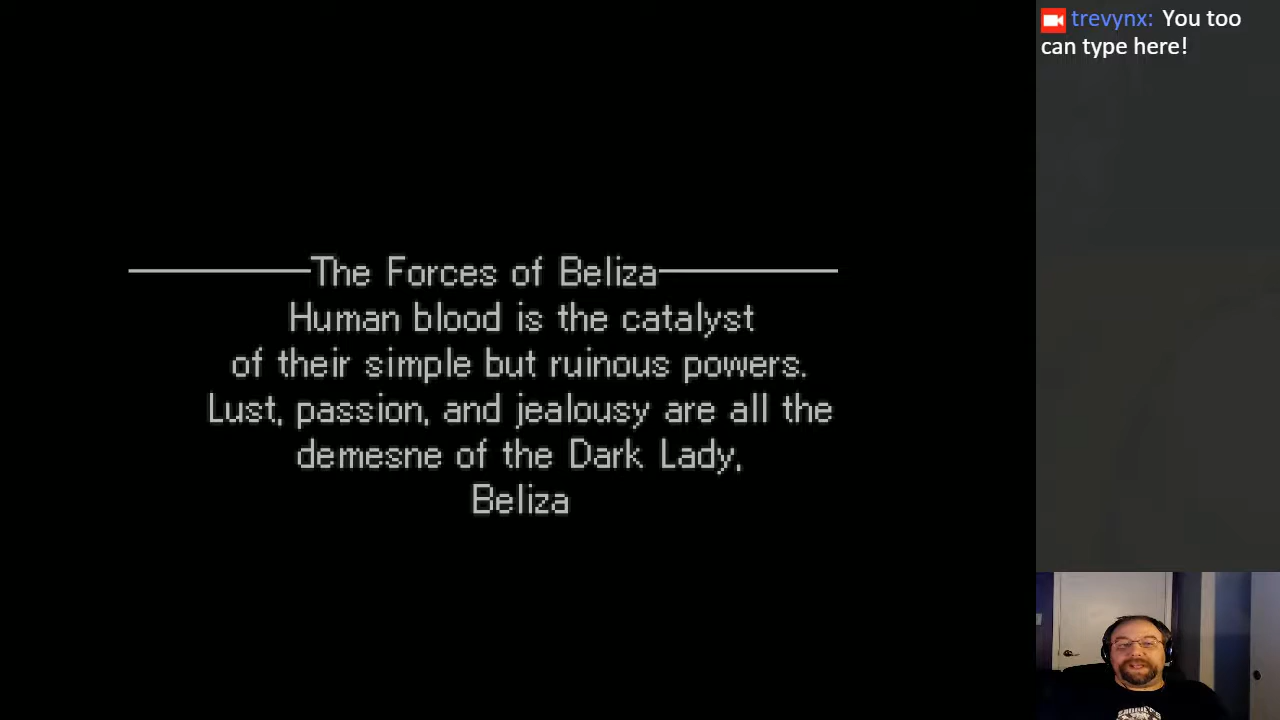 trevynx: You too
can type here!
The Forces of Beliza
Human blood is the catalyst
of their simple but ruinous powers.
Lust, passion, and jealousy are all the
demesne of the Dark Lady,
Beliza